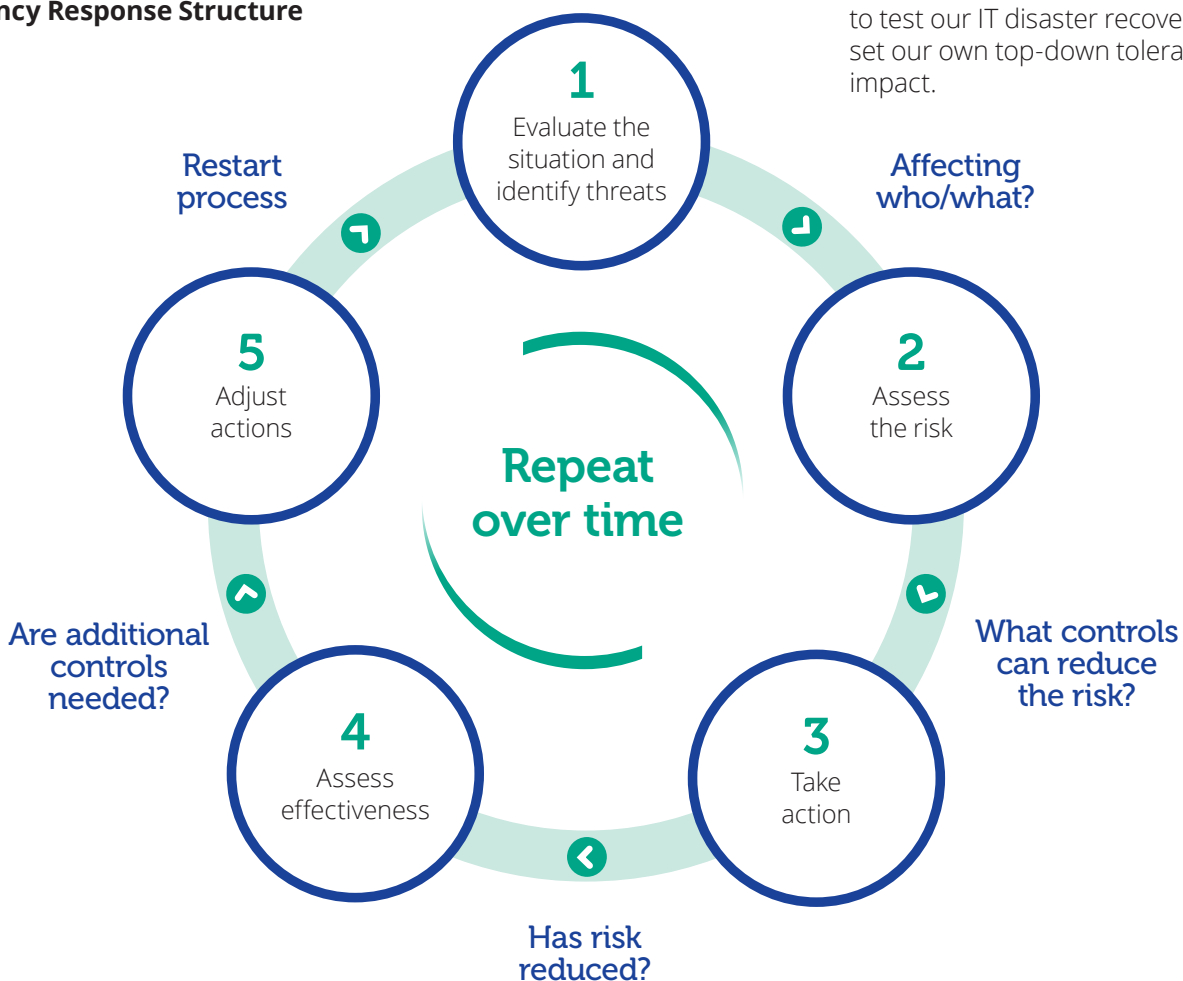 ncy Response Structure
to test our IT disaster recove
set our own top-down tolera
impact.
1
Evaluate the
situation and
identify threats
Affecting
who/what?
2
Assess
the risk
What controls
can reduce
the risk?
3
Take
action
Has risk
reduced?
4
Assess
effectiveness
Are additional
controls
needed?
5
Adjust
actions
Restart
process
Repeat
over time